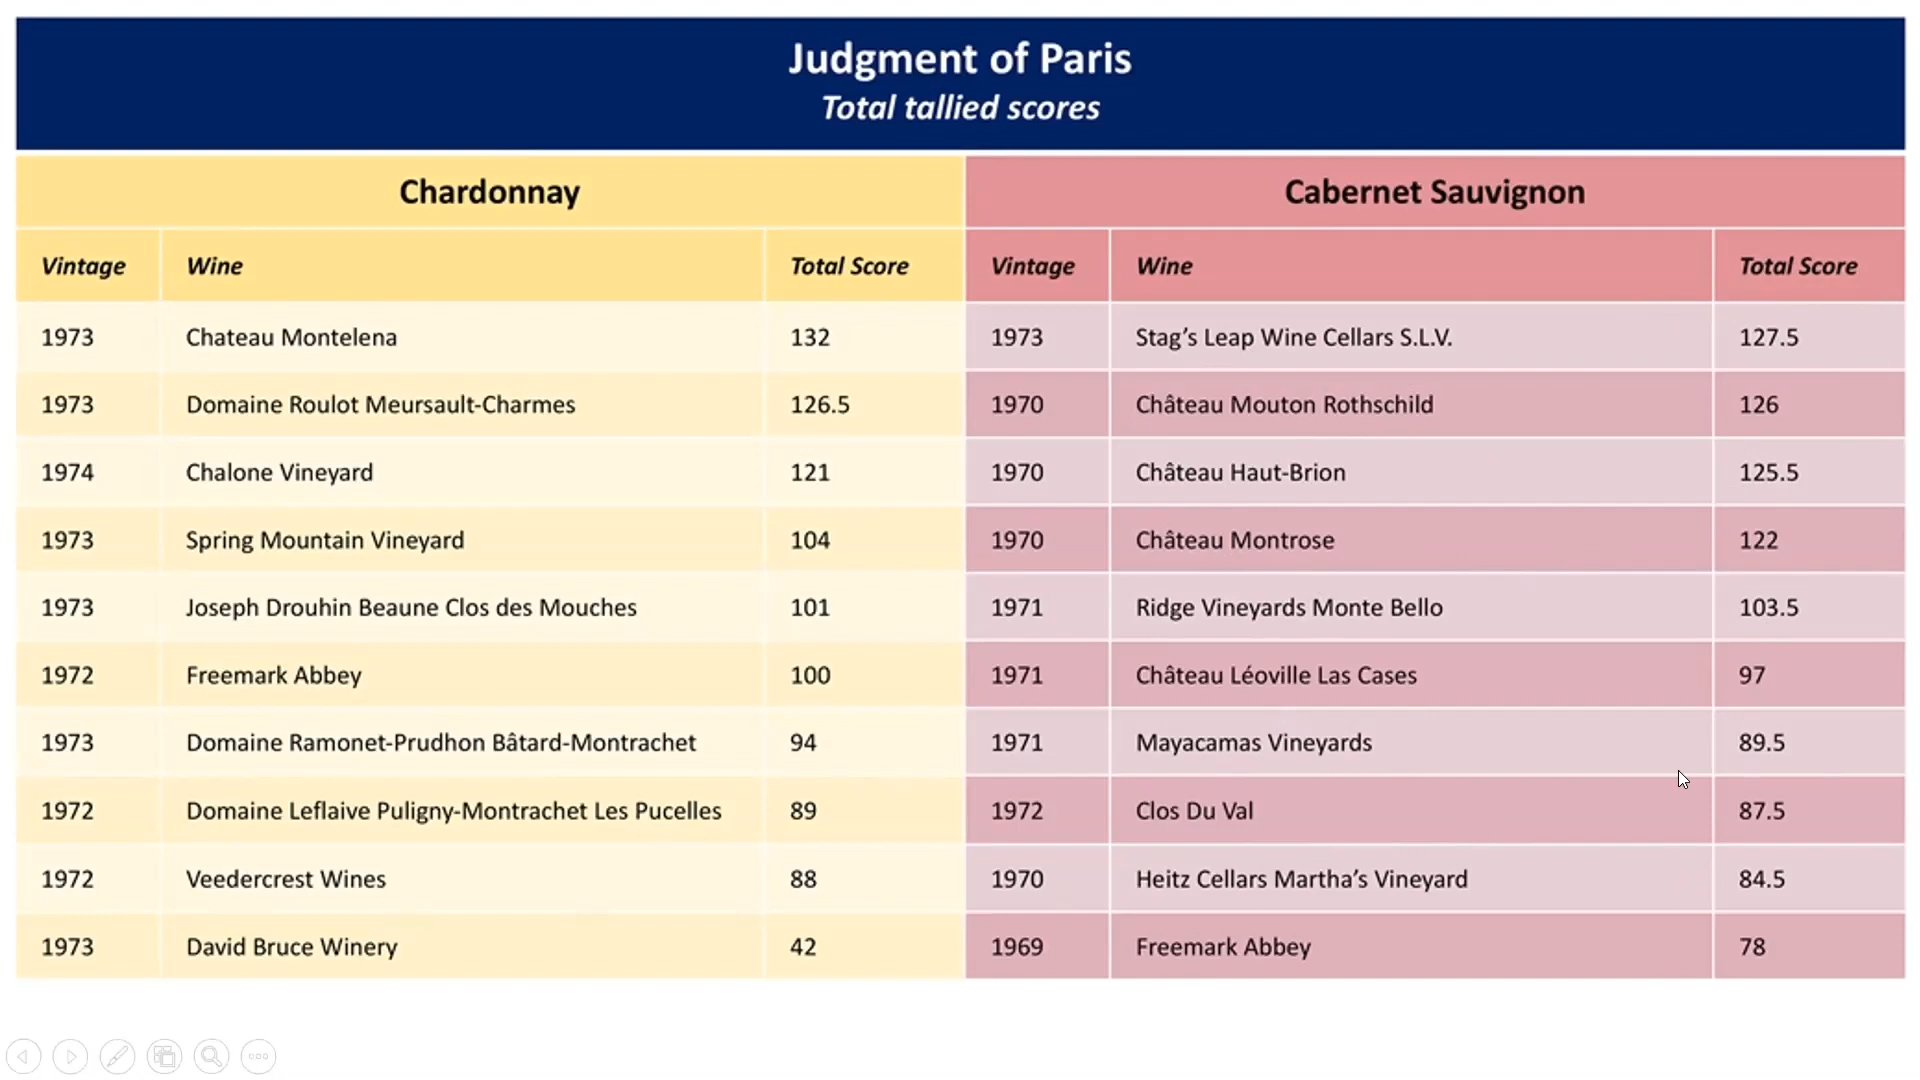 Judgment of Paris
Total tallied scores
Chardonnay Cabernet Sauvignon
Vintage Wine Total Score Vintage Wine Total Score
1973 Chateau Montelena 132 1973 Stag’s Leap Wine Cellars S.L.V. 127.5
1973 Domaine Roulot Meursault-Charmes 126.5 1970 Château Mouton Rothschild 126
1974 Chalone Vineyard 121 1970 Château Haut-Brion 125.5
1973 Spring Mountain Vineyard 104 1970 Château Montrose 122
1973 Joseph Drouhin Beaune Clos des Mouches 101 1971 Ridge Vineyards Monte Bello 103.5
1972 Freemark Abbey 100 1971 Château Léoville Las Cases 97
1973 Domaine Ramonet-Prudhon Bâtard-Montrachet 94 1971 Mayacamas Vineyards 89.5
1972 Domaine Leflaive Puligny-Montrachet Les Pucelles 89 1972 Clos Du Val 87.5
1972 Veedercrest Wines 88 1970 Heitz Cellars Martha’s Vineyard 84.5
1973 David Bruce Winery 42 1969 Freemark Abbey 78